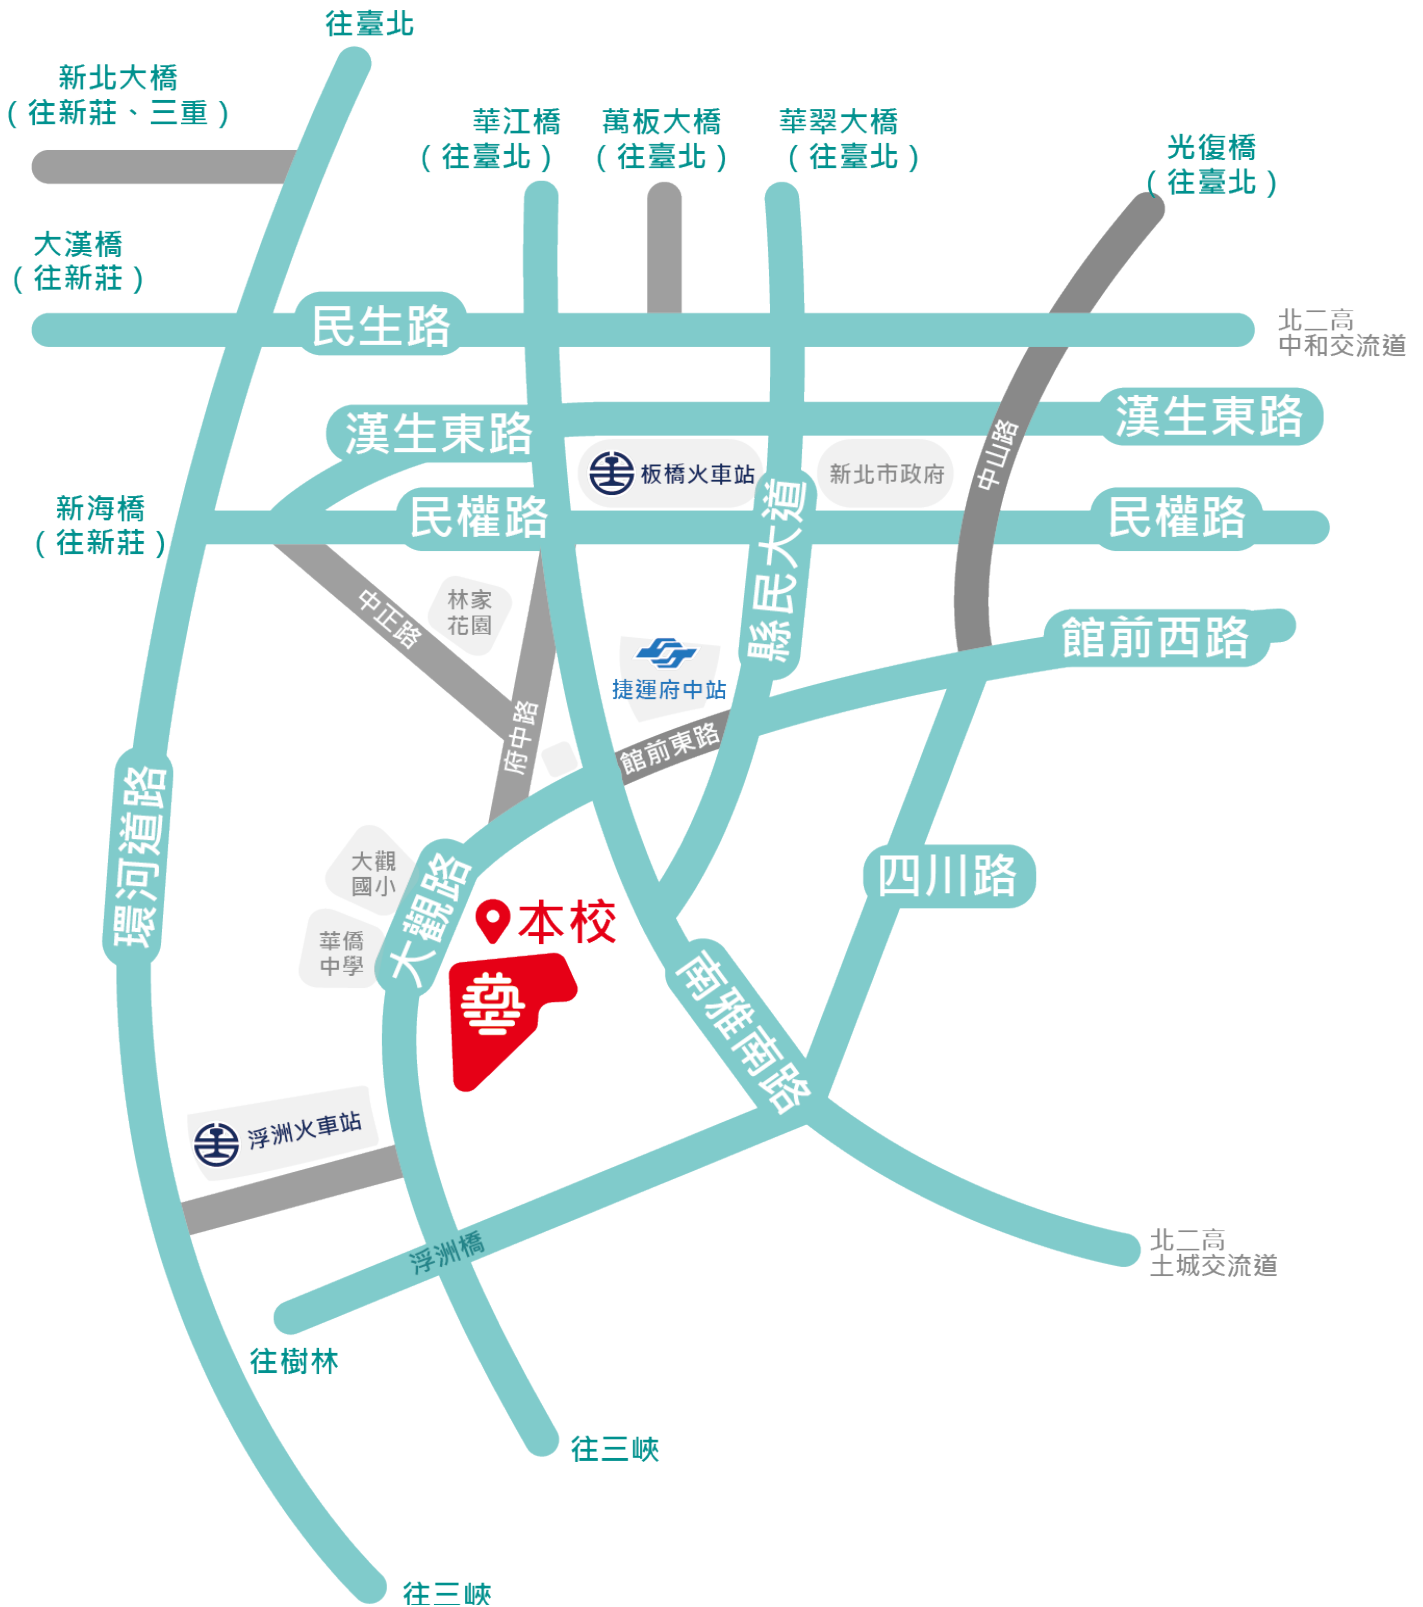 往臺北
新北大橋
（往新莊、三重）
華江橋
（往臺北）
萬板大橋
（往臺北）
華翠大橋
（往臺北）
光復橋
（往臺北）
大漢橋
（往新莊）
民生路
北二高
中和交流道
漢生東路
漢生東路
中山路
板橋火車站
新北市政府
新海橋
（往新莊）
民權路
縣民大道
民權路
中正路
林家
花園
捷運府中站
館前西路
府中路
館前東路
環河道路
大觀
國小
大觀路
四川路
本校
華僑
中學
藝
南雅南路
浮洲火車站
浮洲橋
北二高
土城交流道
往樹林
往三峽
往三峽